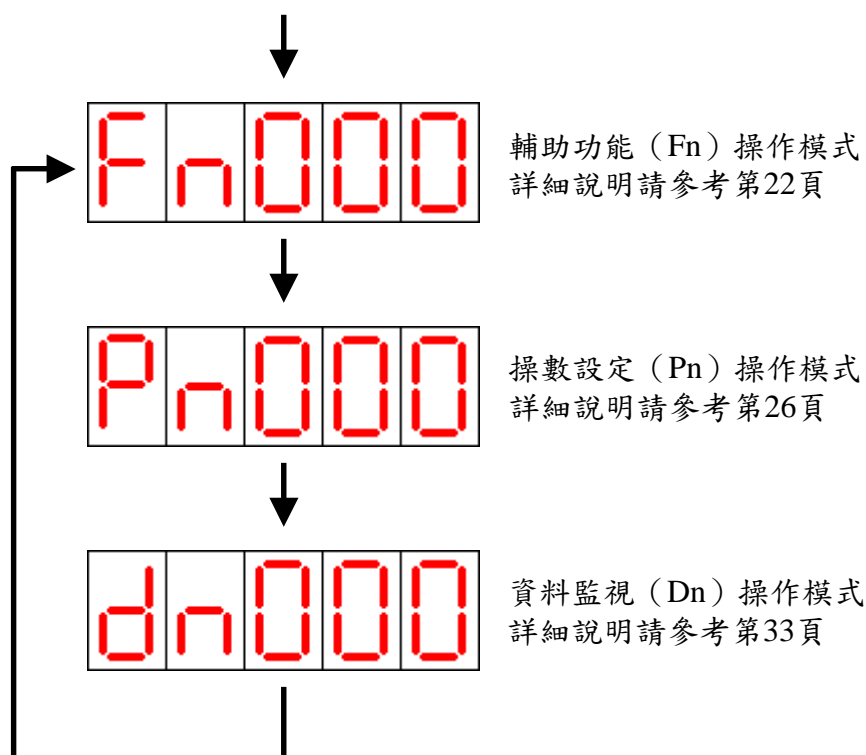 Fn000
輔助功能（Fn）操作模式
詳細說明請參考第22頁
Pn000
操數設定（Pn）操作模式
詳細說明請參考第26頁
dn000
資料監視（Dn）操作模式
詳細說明請參考第33頁